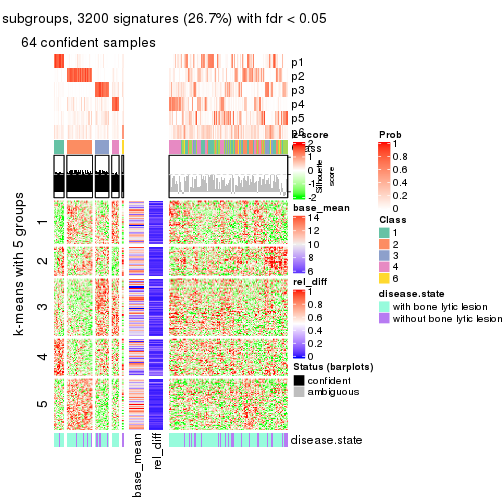 subgroups, 3200 signatures (26.7%) with fdr < 0.05
64 confident samples
p1
p2
p3
p4
p5
p6
z-score
2
1
0
-1
-2
Class
Silhouette
score
base_mean
14
12
10
8
6
rel_diff
1
0.8
0.6
0.4
0.2
0
Status (barplots)
confident
ambiguous
Prob
1
0.8
0.6
0.4
0.2
0
Class
1
2
3
4
6
disease.state
with bone lytic lesion
without bone lytic lesion
k-means with 5 groups
1
2
3
4
5
disease.state
base_mean
rel_diff